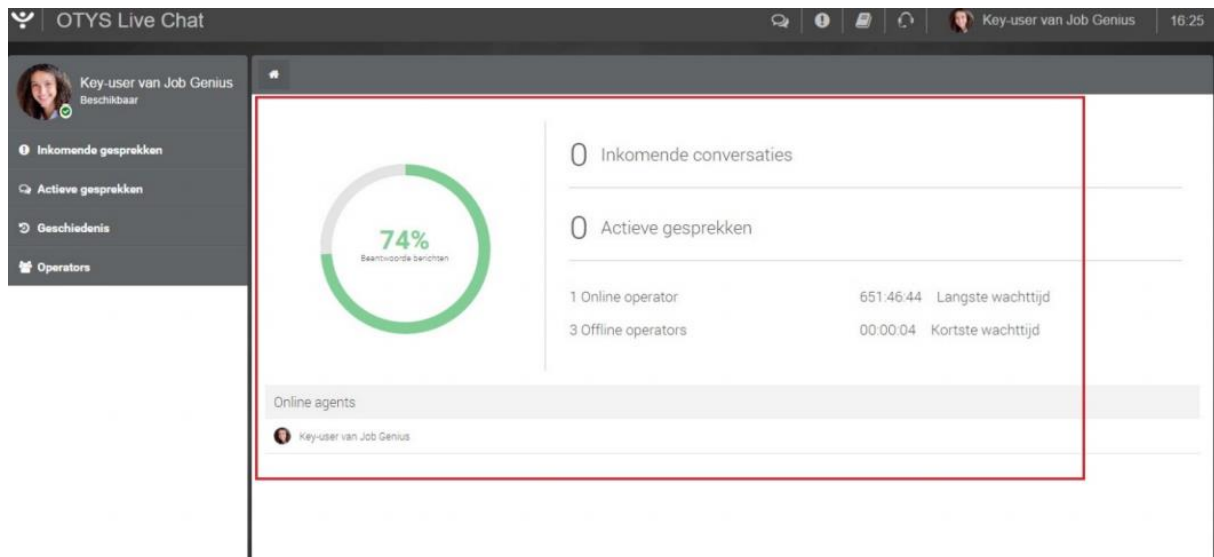 OTYS Live Chat
Key-user van Job Genius
16:25
Key-user van Job Genius
Beschikbaar
Inkomende gesprekken
Actieve gesprekken
Geschiedenis
Operators
74%
Beantwoorde berichten
0 Inkomende conversaties
0 Actieve gesprekken
1 Online operator
651:46:44 Langste wachttijd
3 Offline operators
00:00:04 Kortste wachttijd
Online agents
Key-user van Job Genius